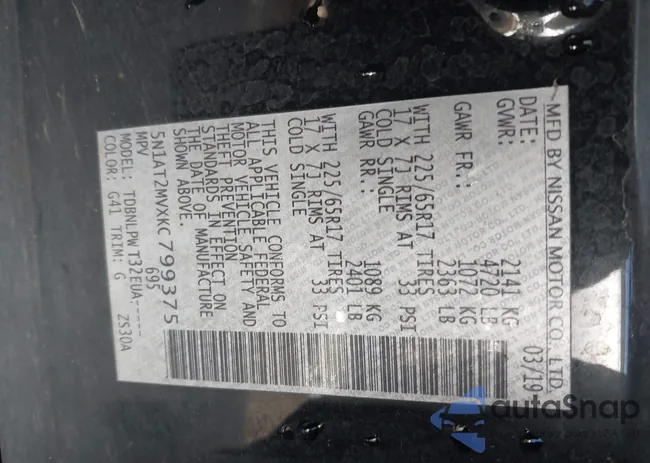 MFD BY NISSAN MOTOR CO., LTD.
DATE: 03/19
GVWR: 2141 KG
4720 LB
GAWR FR.: 1072 KG
2363 LB
WITH 225/65R17 TIRES
17 X 7J RIMS AT 33 PSI
COLD SINGLE
GAWR RR.: 1089 KG
2401 LB
WITH 225/65R17 TIRES
17 X 7J RIMS AT 33 PSI
COLD SINGLE
THIS VEHICLE CONFORMS TO
ALL APPLICABLE FEDERAL
MOTOR VEHICLE SAFETY AND
THEFT PREVENTION
STANDARDS IN EFFECT ON
THE DATE OF MANUFACTURE
SHOWN ABOVE.
5N1AT2MVXKC799375
MPV 695
MODEL: TDBNLPW T32EUA-----
COLOR: G41 TRIM: G ZS30A
autoSnap